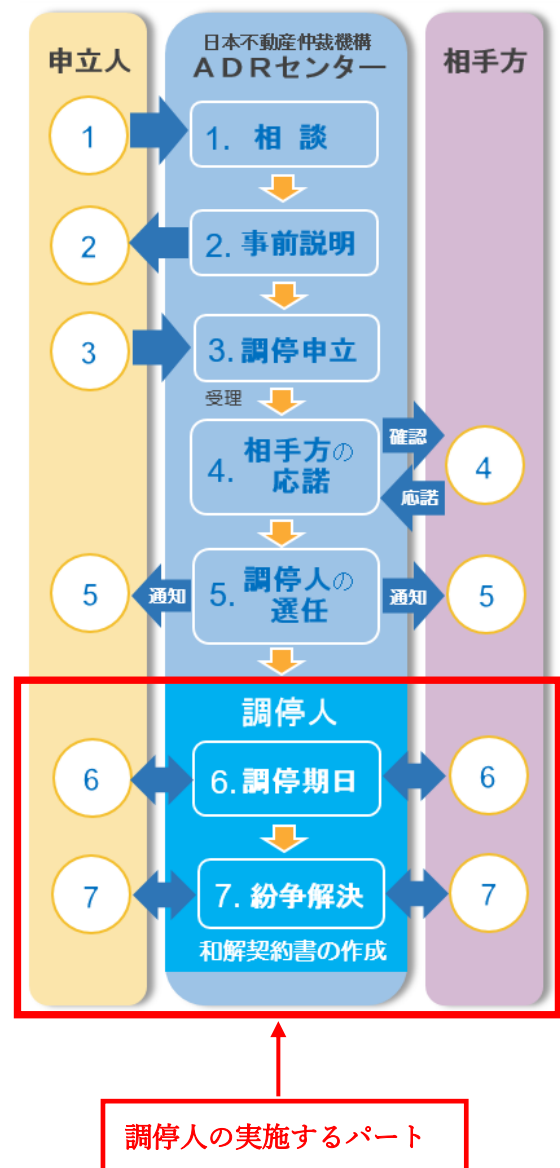 申立人
日本不動産仲裁機構
ADRセンター
相手方
1
1. 相 談
2
2. 事前説明
3
3. 調停申立
受理
4. 相手方の
応諾
確認
応諾
4
5
通知
5. 調停人の
選任
通知
5
調停人
6
6. 調停期日
6
7
7. 紛争解決
7
和解契約書の作成
調停人の実施するパート